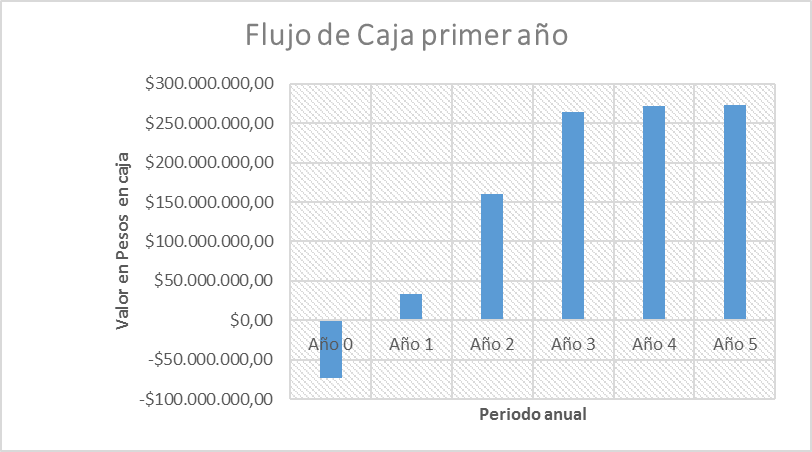 Flujo de Caja primer año
$300.000.000,00
$250.000.000,00
$200.000.000,00
$150.000.000,00
$100.000.000,00
$50.000.000,00
$0,00
-$50.000.000,00
-$100.000.000,00
Valor en Pesos en caja
Año 0 Año 1 Año 2 Año 3 Año 4 Año 5
Periodo anual